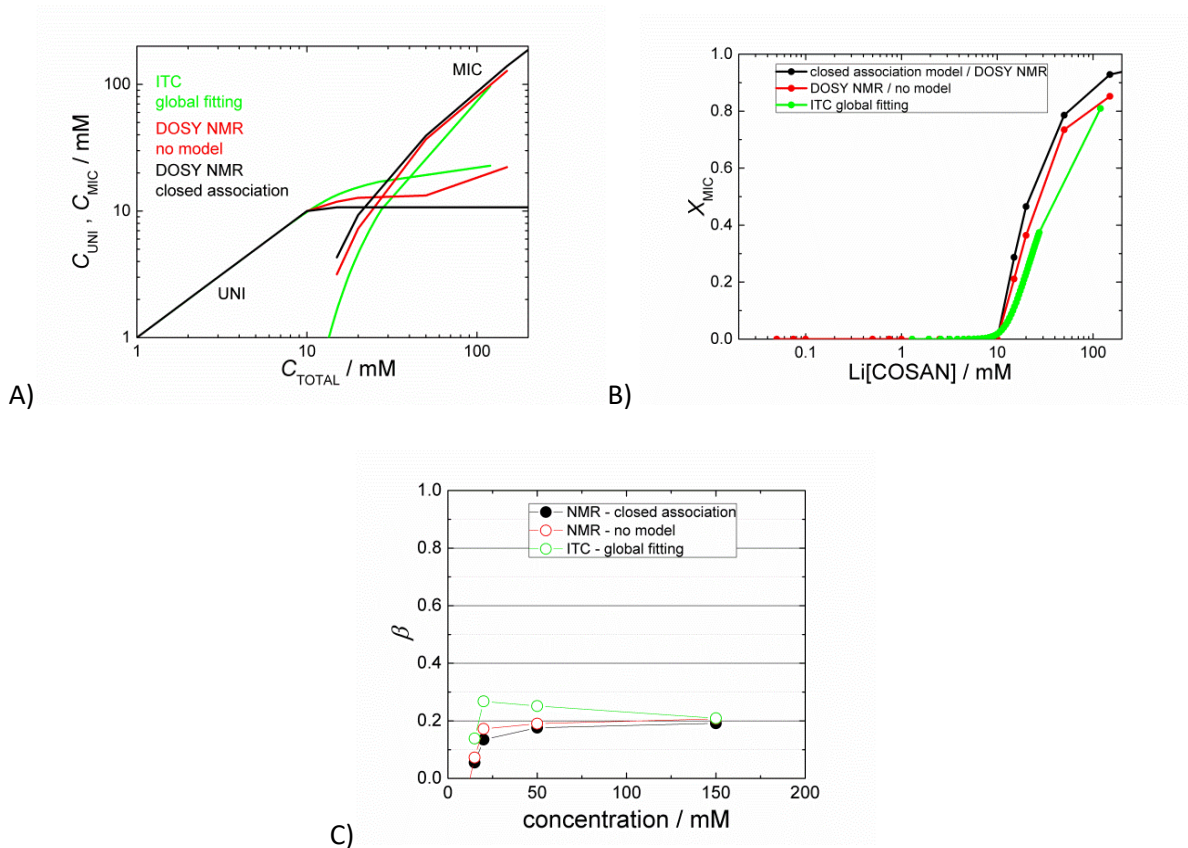 ITC
global fitting
DOSY NMR
no model
DOSY NMR
closed association
MIC
UNI
100
10
1
C_UNI , C_MIC / mM
1
10
100
C_TOTAL / mM
A)
closed association model / DOSY NMR
DOSY NMR / no model
ITC global fitting
1.0
0.8
0.6
0.4
0.2
0.0
X_MIC
0.1
1
10
100
Li[COSAN] / mM
B)
NMR - closed association
NMR - no model
ITC - global fitting
1.0
0.8
0.6
0.4
0.2
0.0
β
0
50
100
150
200
concentration / mM
C)